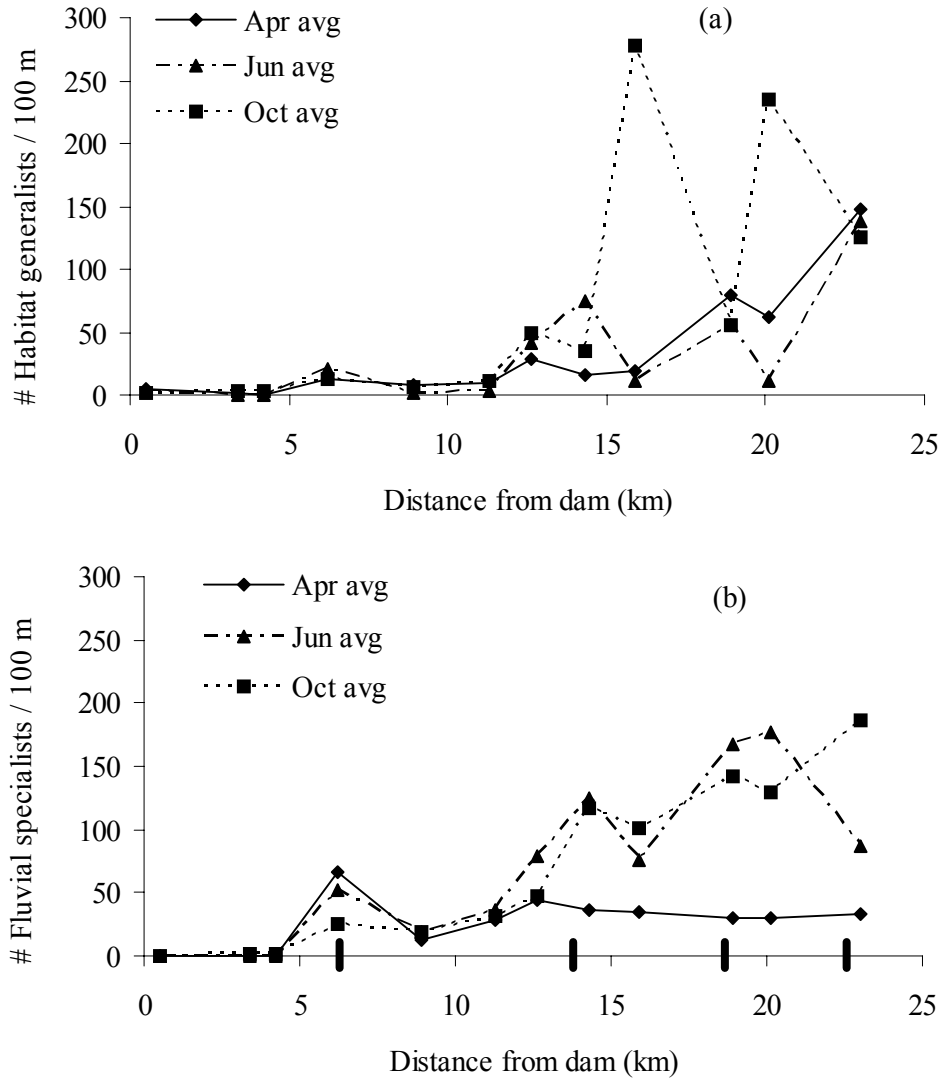 300
250
200
150
100
50
0
# Habitat generalists / 100 m
Apr avg
Jun avg
Oct avg
(a)
0 5 10 15 20 25
Distance from dam (km)
300
250
200
150
100
50
0
# Fluvial specialists / 100 m
Apr avg
Jun avg
Oct avg
(b)
0 5 10 15 20 25
Distance from dam (km)